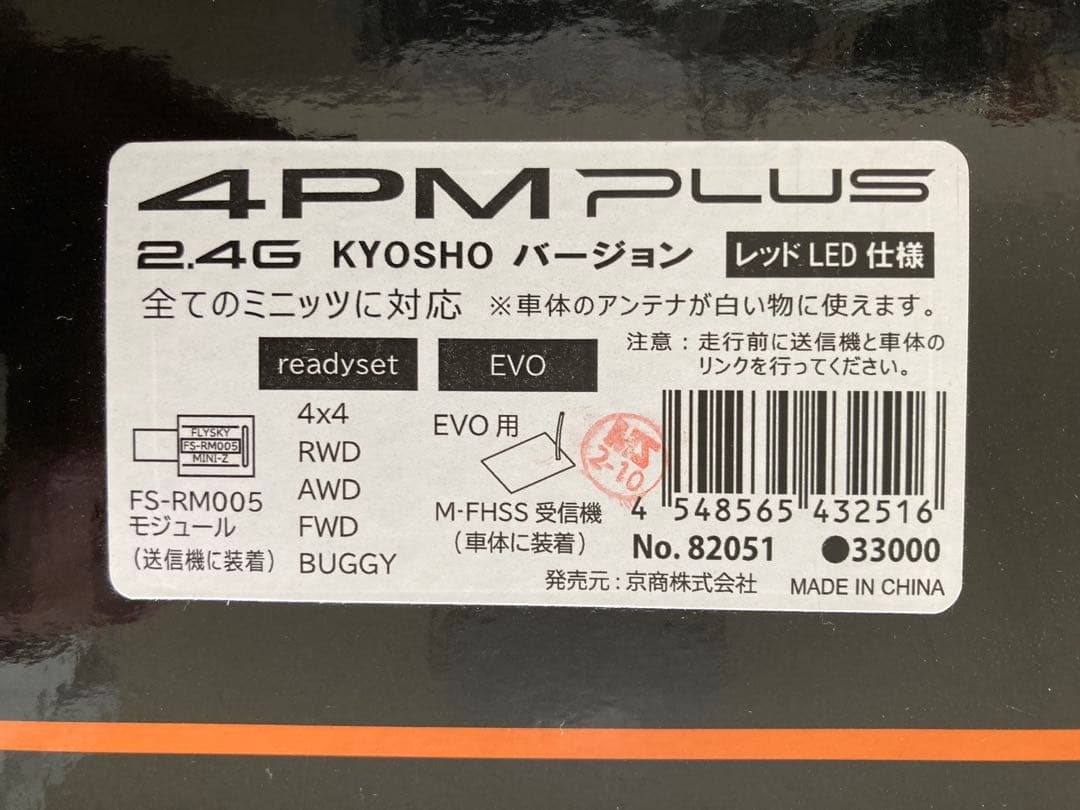 4PM PLUS
2.4G KYOSHO バージョン レッド LED 仕様
全てのミニッツに対応 ※車体のアンテナが白い物に使えます。
注意：走行前に送信機と車体の
リンクを行ってください。
readyset
FLYSKY
FS-RM005
MINI-Z
FS-RM005
モジュール
（送信機に装着）
4x4
RWD
AWD
FWD
BUGGY
EVO
EVO 用
M-FHSS 受信機
（車体に装着）
2-10
4 548565 432516
No. 82051 ●33000
発売元：京商株式会社 MADE IN CHINA